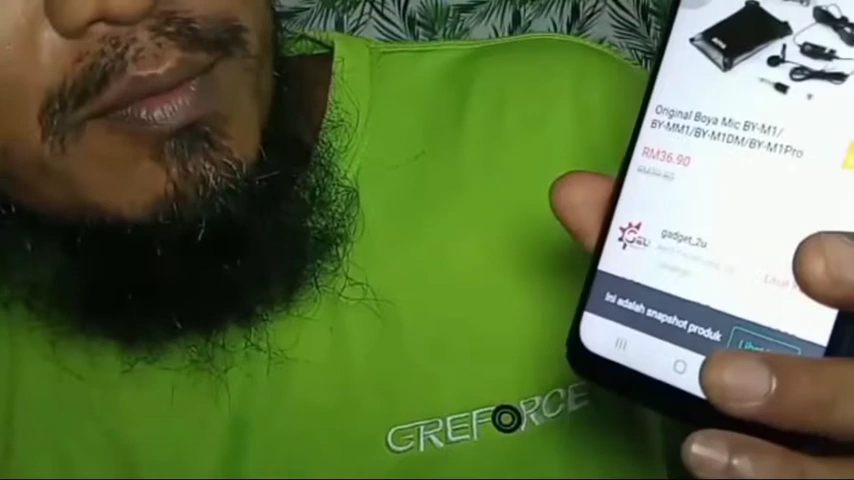 Original Boya Mic BY-M1/
BY-MM1/BY-M1DM/BY-M1Pro
RM36.90
gadget_2u
Ini adalah snapshot produk
GREFORCE